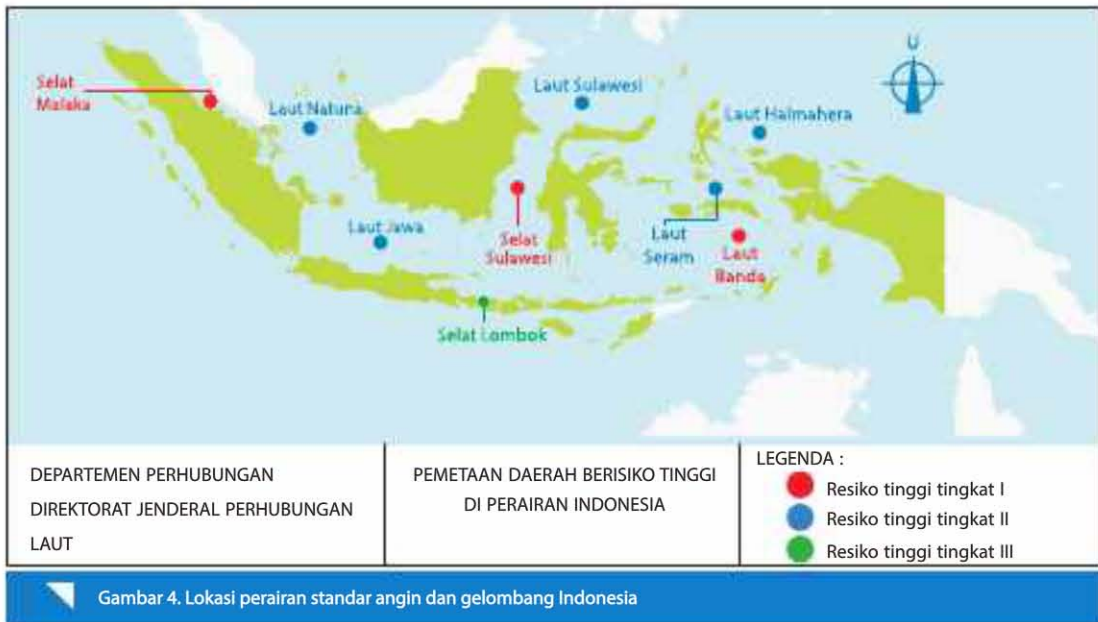 U
Selat
Malaka
Laut Natuna
Laut Sulawesi
Laut Halmahera
Laut Jawa
Selat
Sulawesi
Laut
Seram
Laut
Banda
Selat Lombok
DEPARTEMEN PERHUBUNGAN
DIREKTORAT JENDERAL PERHUBUNGAN
LAUT
PEMETAAN DAERAH BERISIKO TINGGI
DI PERAIRAN INDONESIA
LEGENDA :
Resiko tinggi tingkat I
Resiko tinggi tingkat II
Resiko tinggi tingkat III
Gambar 4. Lokasi perairan standar angin dan gelombang Indonesia